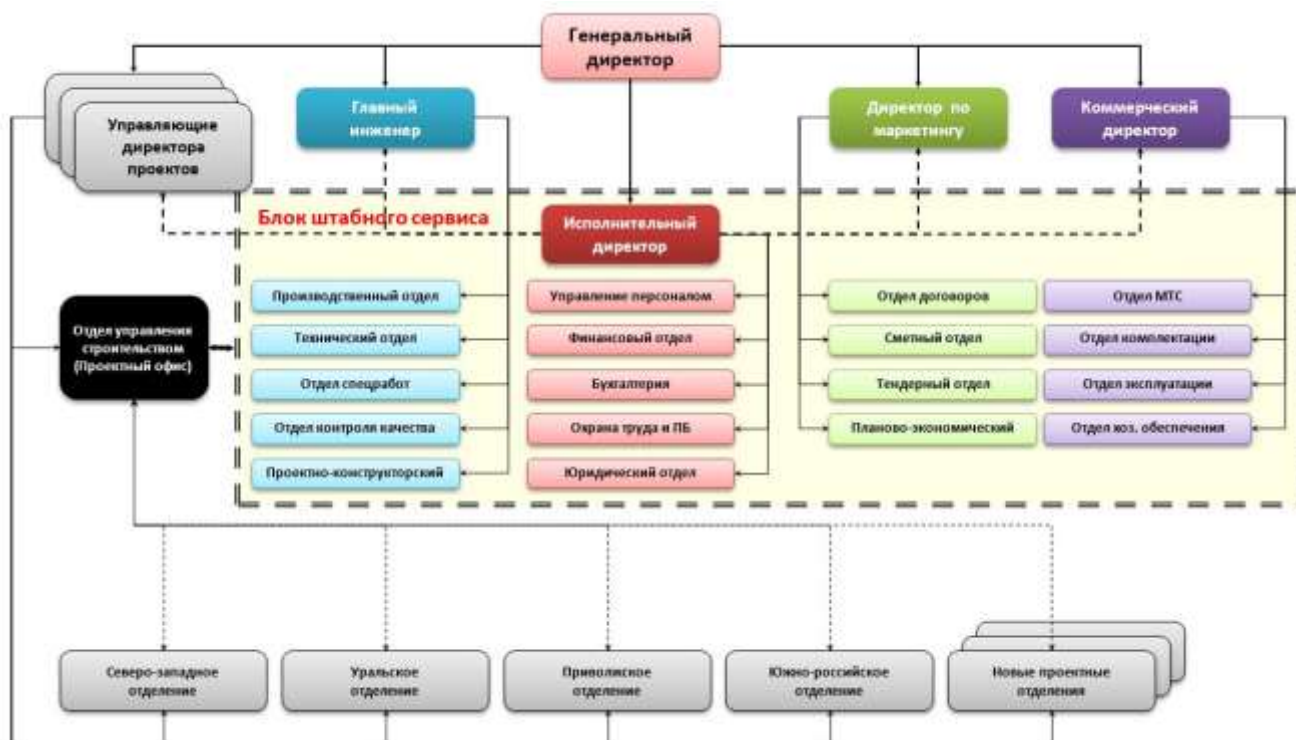 Генеральный
директор
Управляющие
директора
проектов
Главный
инженер
Директор по
маркетингу
Коммерческий
директор
Блок штабного сервиса
Исполнительный
директор
Отдел управления
строительством
(Проектный офис)
Производственный отдел
Управление персоналом
Отдел договоров
Отдел МТС
Технический отдел
Финансовый отдел
Сметный отдел
Отдел комплектации
Отдел спецработ
Бухгалтерия
Тендерный отдел
Отдел эксплуатации
Отдел контроля качества
Охрана труда и ПБ
Планово-экономический
Отдел хоз. обеспечения
Проектно-конструкторский
Юридический отдел
Северо-западное
отделение
Уральское
отделение
Приволжское
отделение
Южно-российское
отделение
Новые проектные
отделения